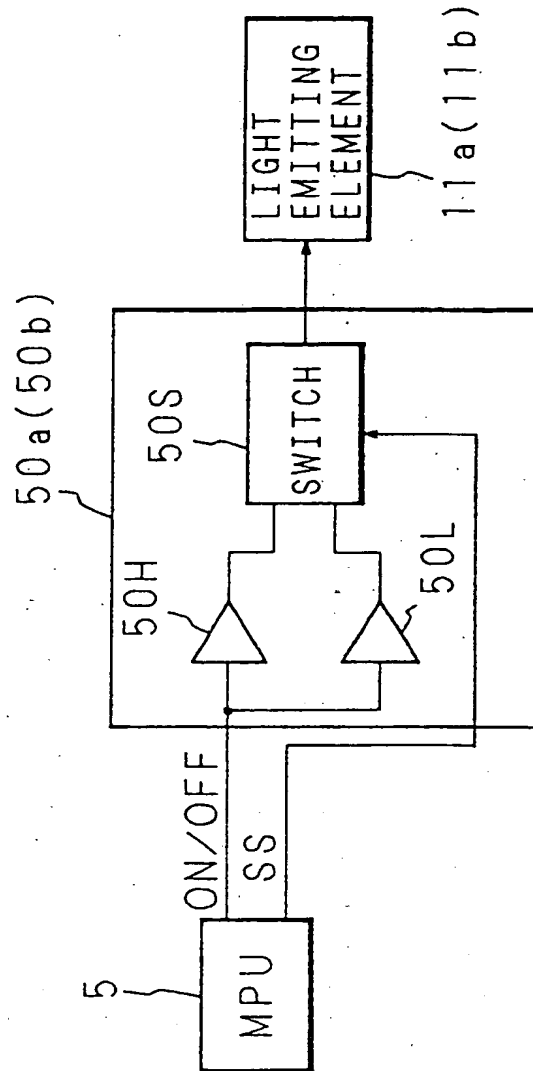 50a(50b)
5
MPU
ON/OFF
SS
50H
50L
50S
SWITCH
LIGHT
EMITTING
ELEMENT
11a(11b)